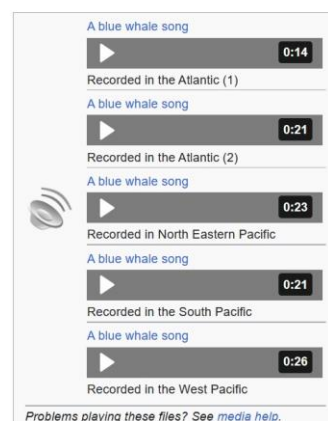 A blue whale song
0:14
Recorded in the Atlantic (1)
A blue whale song
0:21
Recorded in the Atlantic (2)
A blue whale song
0:23
Recorded in North Eastern Pacific
A blue whale song
0:21
Recorded in the South Pacific
A blue whale song
0:26
Recorded in the West Pacific
Problems playing these files? See media help.